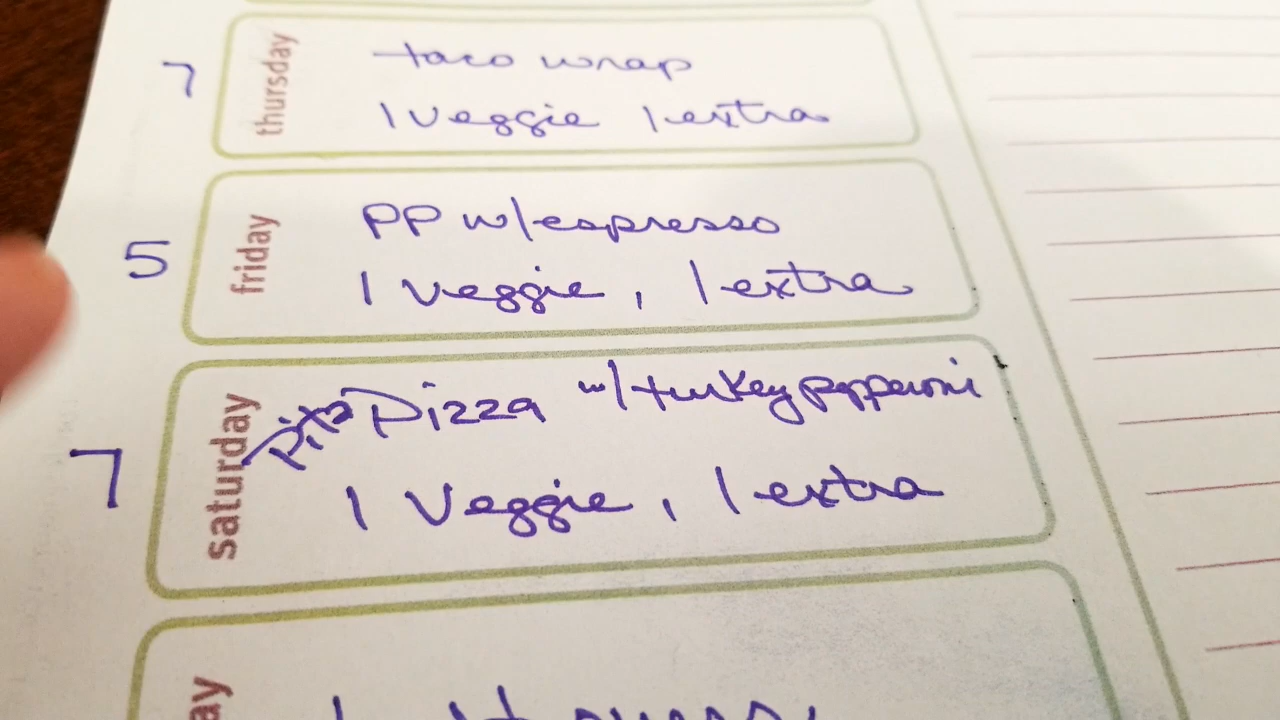 7
thursday
taco wrap
1 veggie 1 extra
5
friday
PP w/espresso
1 veggie, 1 extra
7
saturday
Pita Pizza w/turkey pepperoni
1 Veggie, 1 extra
ay